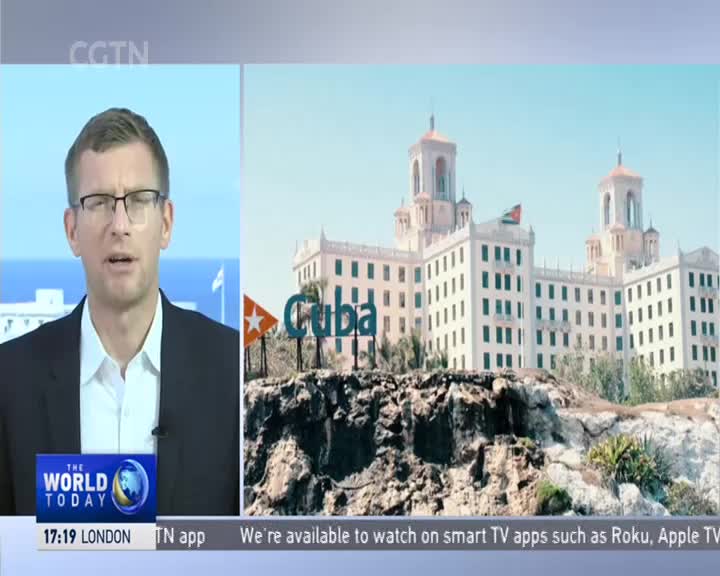 CGTN
Cuba
THE
WORLD
TODAY
17:19 LONDON
TN app We're available to watch on smart TV apps such as Roku, Apple TV